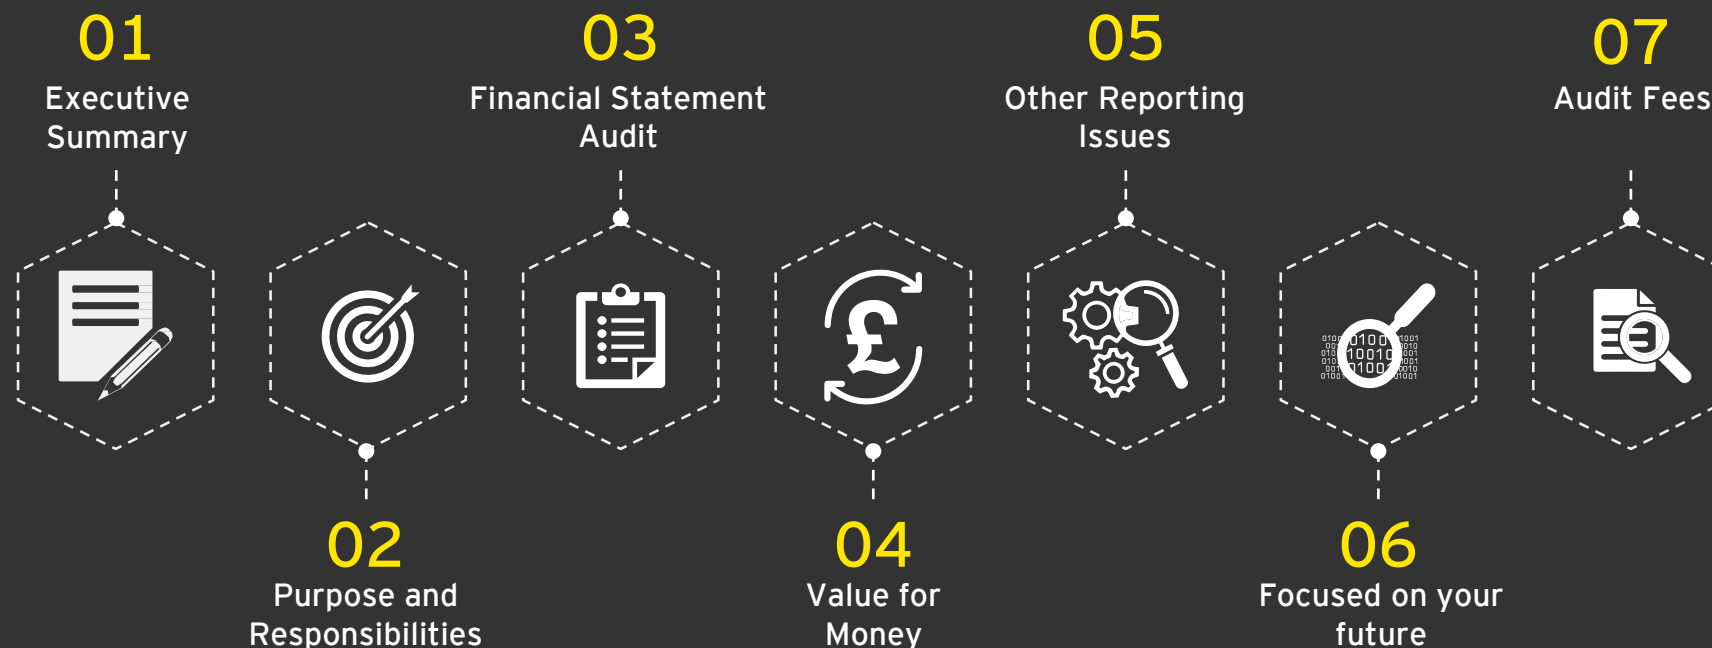 01
Executive
Summary
02
Purpose and
Responsibilities
03
Financial Statement
Audit
04
Value for
Money
05
Other Reporting
Issues
06
Focused on your
future
07
Audit Fees
£